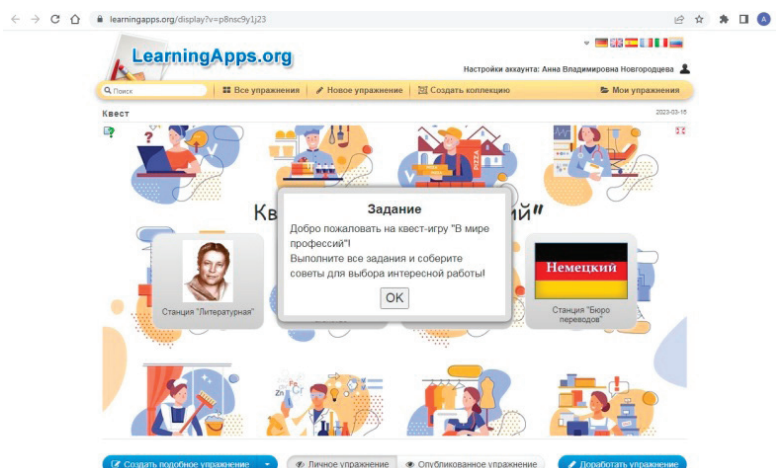 learningapps.org/display?v=p8nsc9y1j23
A
LearningApps.org
Настройки аккаунта: Анна Владимировна Новгородцева
Поиск
Все упражнения
Новое упражнение
Создать коллекцию
Мои упражнения
Квест
2023-03-15
Кв
ий"
Задание
Добро пожаловать на квест-игру "В мире
профессий"!
Выполните все задания и соберите
советы для выбора интересной работы!
OK
Станция "Литературная"
Немецкий
Станция "Бюро
переводов"
Zn
Создать подобное упражнение
Личное упражнение
Опубликованное упражнение
Доработать упражнение